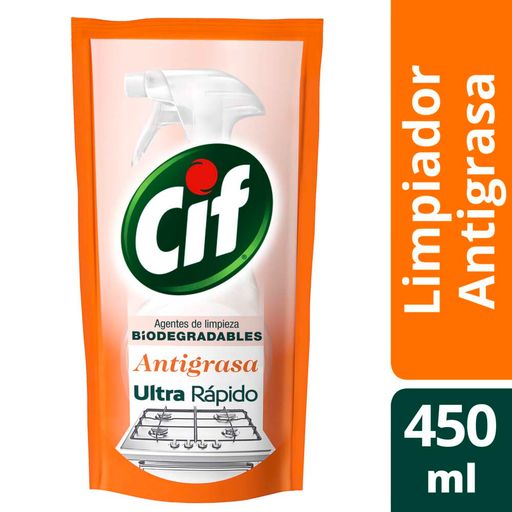 Cif
Agentes de limpieza
BiODEGRADABLES
Antigrasa
Ultra Rápido
Limpiador
Antigrasa
450
ml